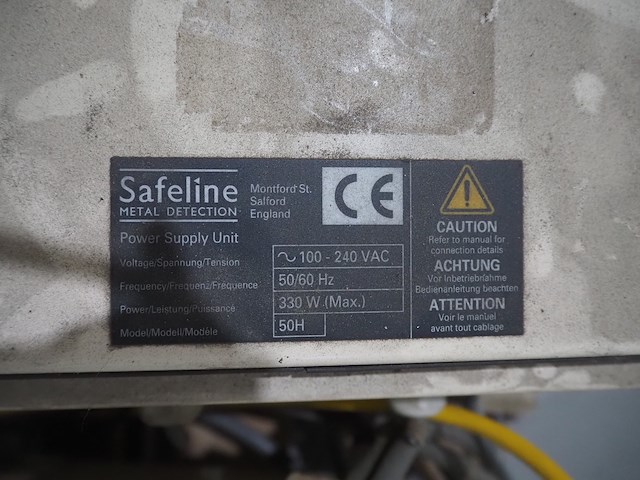 Safeline
METAL DETECTION
Montford St.
Salford
England
CE
Power Supply Unit
Voltage/Spannung/Tension
~ 100 - 240 VAC
Frequency/Frequenz/Fréquence
50/60 Hz
Power/Leistung/Puissance
330 W (Max.)
Model/Modell/Modèle
50H
!
CAUTION
Refer to manual for
connection details
ACHTUNG
Vor Inbetriebnahme
Bedienanleitung beachten
ATTENTION
Voir le manuel
avant tout cablage